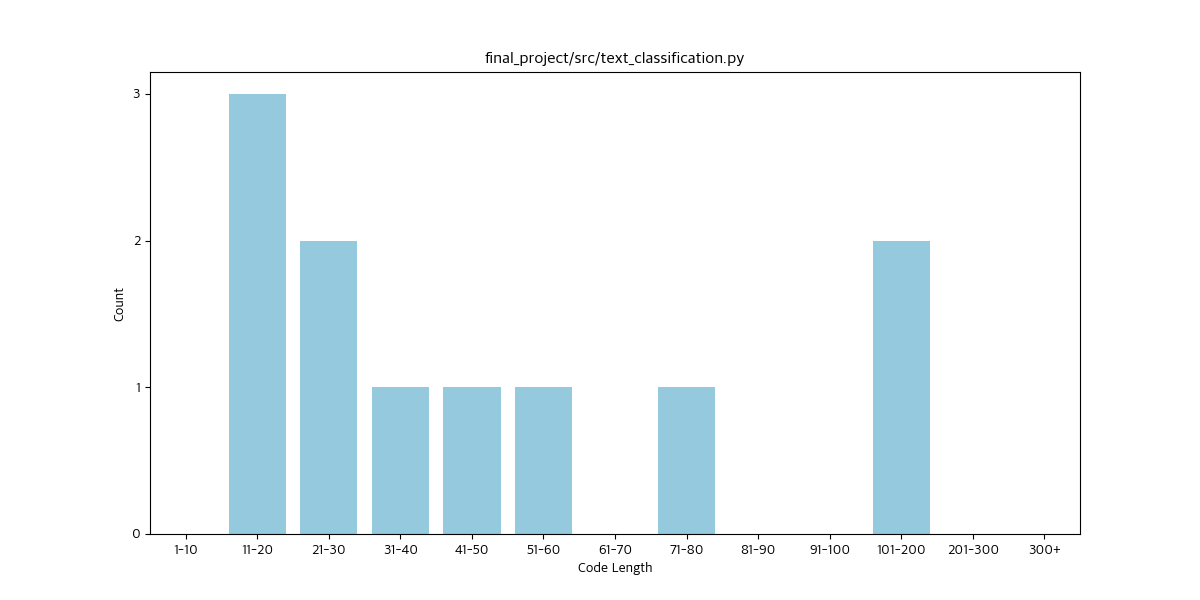 final_project/src/text_classification.py
3
2
1
0
Count
1-10 11-20 21-30 31-40 41-50 51-60 61-70 71-80 81-90 91-100 101-200 201-300 300+
Code Length